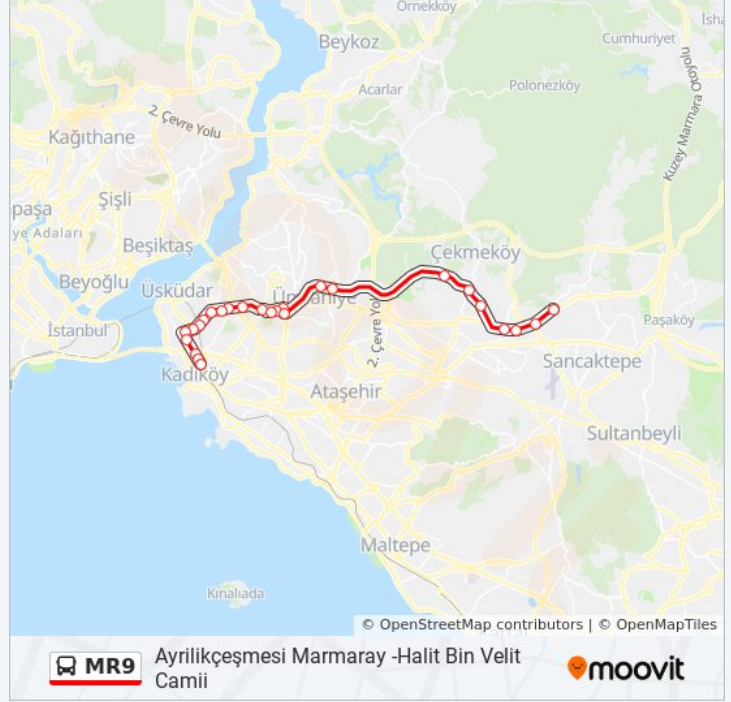 Örnekköy
İsha
Beykoz
Cumhuriyet
Acarlar
Polonezköy
2. Çevre Yolu
Kağıthane
Kuzey Marmara Otoyolu
Şişli
paşa
ye Adaları
Beşiktaş
Çekmeköy
Beyoğlu
Üsküdar
Ümraniye
İstanbul
2. Çevre Yolu
Paşaköy
Kadıköy
Sancaktepe
Ataşehir
Sultanbeyli
Maltepe
Kınalıada
© OpenStreetMap contributors | © OpenMapTiles
MR9
Ayrilikçeşmesi Marmaray -Halit Bin Velit
Camii
moovit